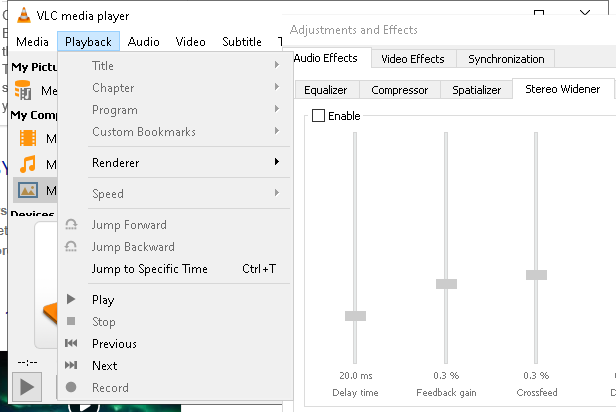 VLC media player
Media Playback Audio Video Subtitle
My Pictu
Me
My Comp
M
M
M
Devices
--:--
Title
Chapter
Program
Custom Bookmarks
Renderer
Speed
Jump Forward
Jump Backward
Jump to Specific Time Ctrl+T
Play
Stop
Previous
Next
Record
Adjustments and Effects
Audio Effects Video Effects Synchronization
Equalizer Compressor Spatializer Stereo Widener
Enable
20.0 ms 0.3 % 0.3 %
Delay time Feedback gain Crossfeed